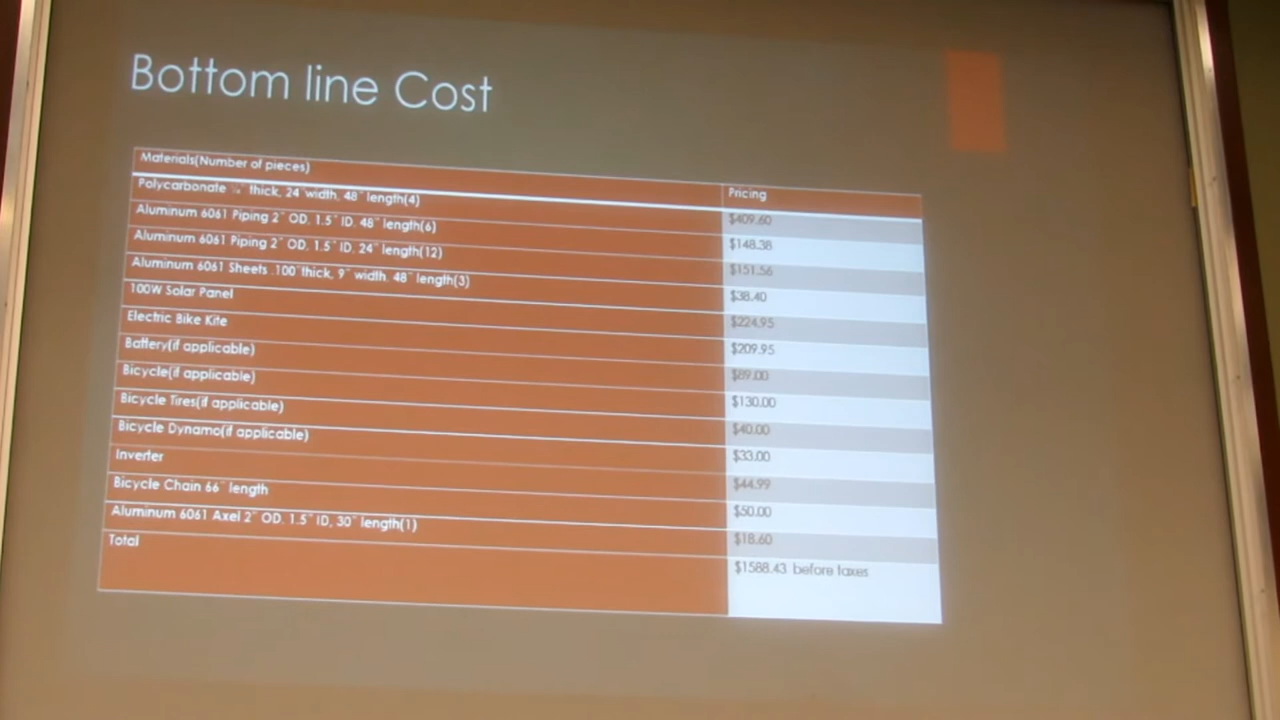 Bottom line Cost
Materials(Number of pieces) Pricing
Polycarbonate ¼" thick, 24"width, 48" length(4) $409.60
Aluminum 6061 Piping 2" OD, 1.5" ID, 48" length(6) $148.38
Aluminum 6061 Piping 2" OD, 1.5" ID, 24" length(12) $151.56
Aluminum 6061 Sheets .100"thick, 9" width, 48" length(3) $38.40
100W Solar Panel $224.95
Electric Bike Kite $209.95
Battery(if applicable) $89.00
Bicycle(if applicable) $130.00
Bicycle Tires(if applicable) $40.00
Bicycle Dynamo(if applicable) $33.00
Inverter $44.99
Bicycle Chain 66" length $50.00
Aluminum 6061 Axel 2" OD, 1.5" ID, 30" length(1) $18.60
Total $1588.43 before taxes